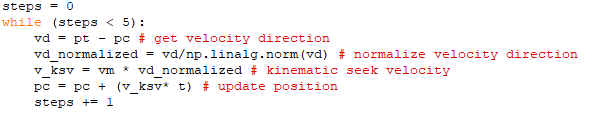 steps = 0
while (steps < 5):
    vd = pt - pc # get velocity direction
    vd_normalized = vd/np.linalg.norm(vd) # normalize velocity direction
    v_ksv = vm * vd_normalized # kinematic seek velocity
    pc = pc + (v_ksv* t) # update position
    steps += 1